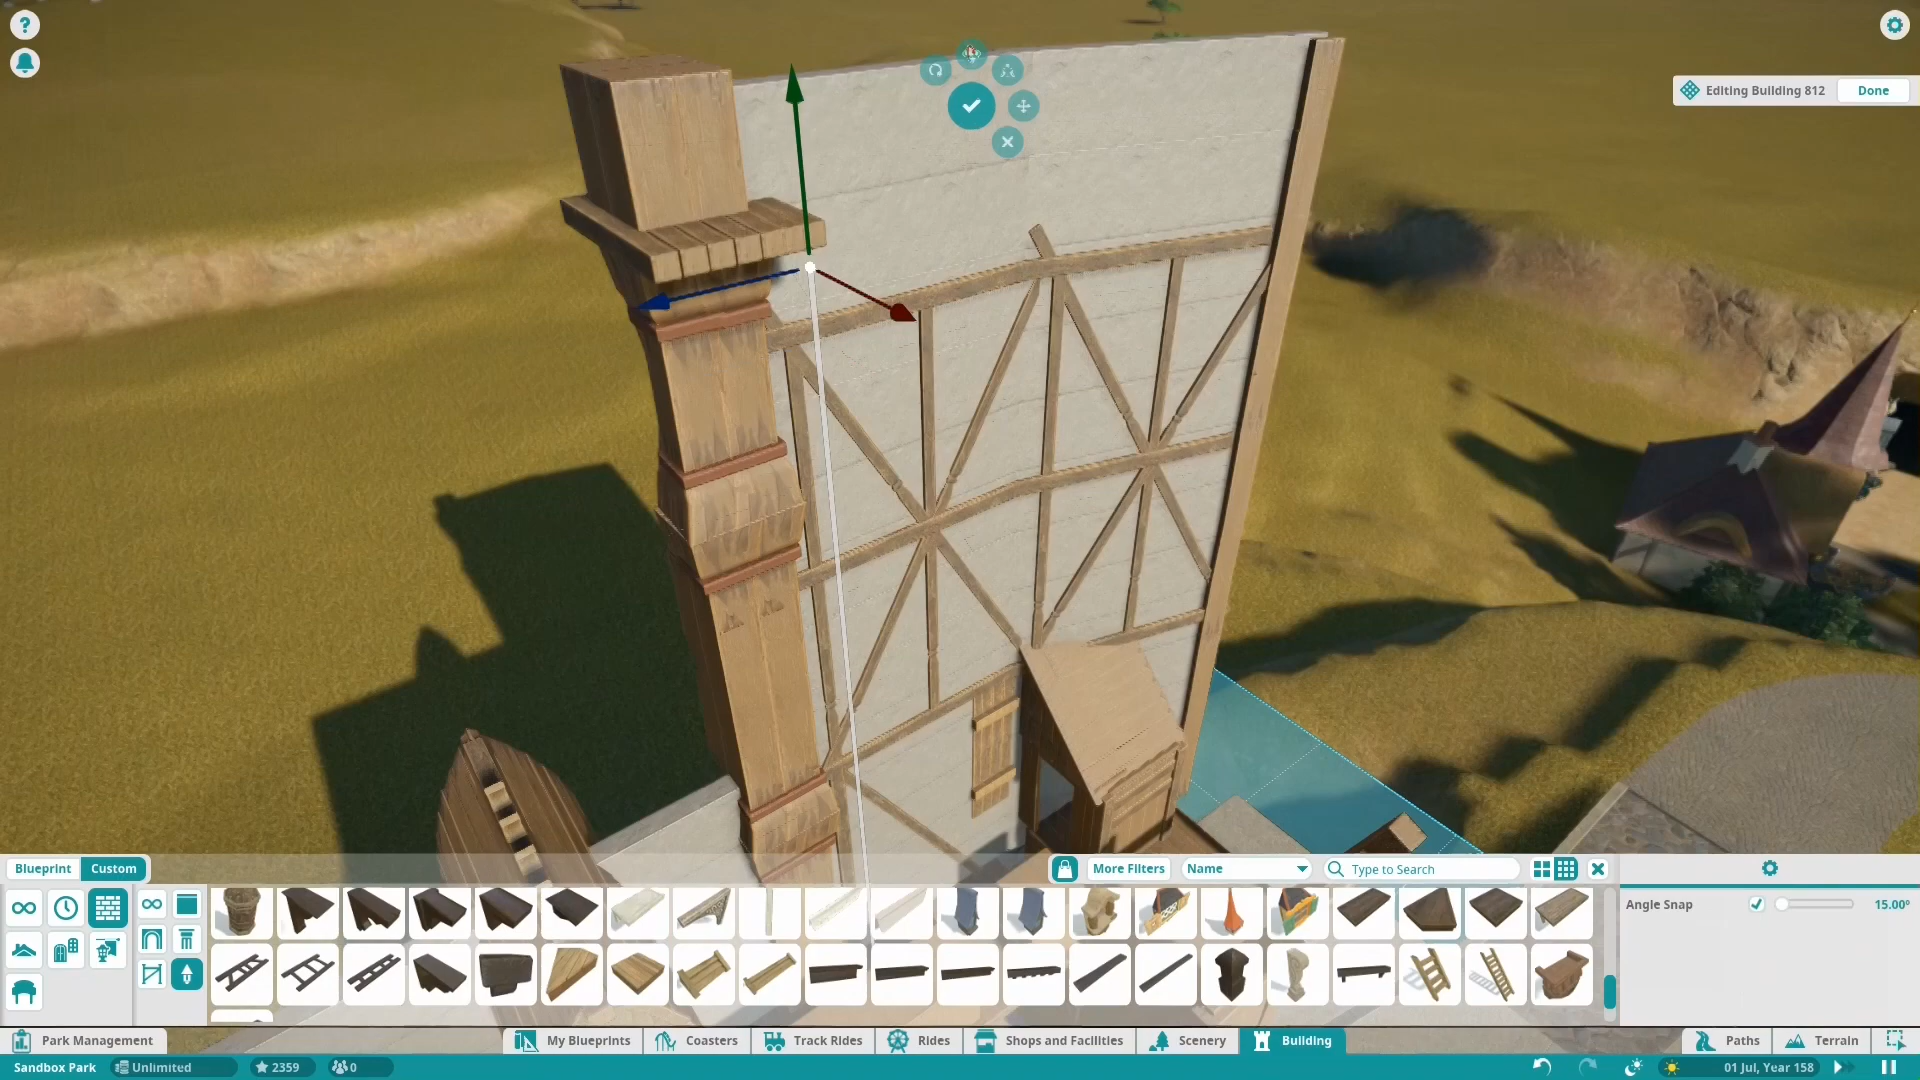 ?
Editing Building 812
Done
Blueprint
Custom
More Filters
Name
Type to Search
Angle Snap
15.00°
Park Management
My Blueprints
Coasters
Track Rides
Rides
Shops and Facilities
Scenery
Building
Paths
Terrain
Sandbox Park
Unlimited
2359
0
01 Jul, Year 158